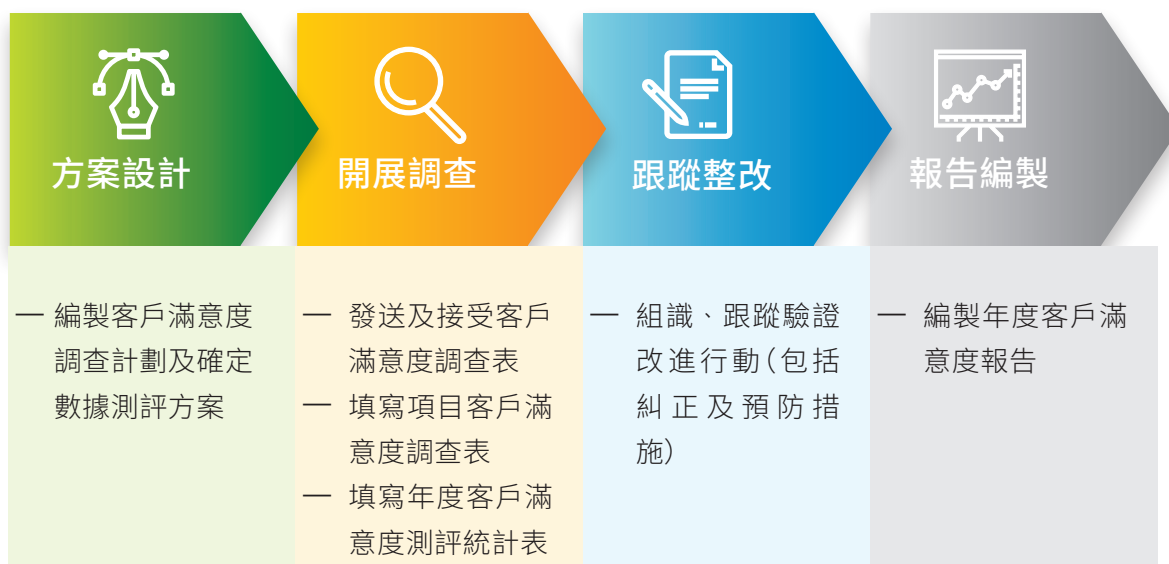 方案設計
開展調查
跟蹤整改
報告編製
— 編製客戶滿意度
調查計劃及確定
數據測評方案
— 發送及接受客戶
滿意度調查表
— 填寫項目客戶滿
意度調查表
— 填寫年度客戶滿
意度測評統計表
— 組識、跟蹤驗證
改進行動(包括
糾正及預防措
施)
— 編製年度客戶滿
意度報告